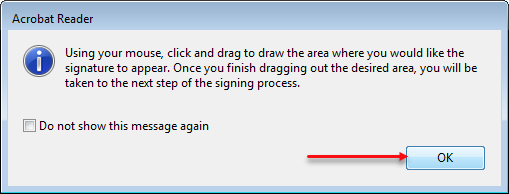 Acrobat Reader
Using your mouse, click and drag to draw the area where you would like the
signature to appear. Once you finish dragging out the desired area, you will be
taken to the next step of the signing process.
Do not show this message again
OK